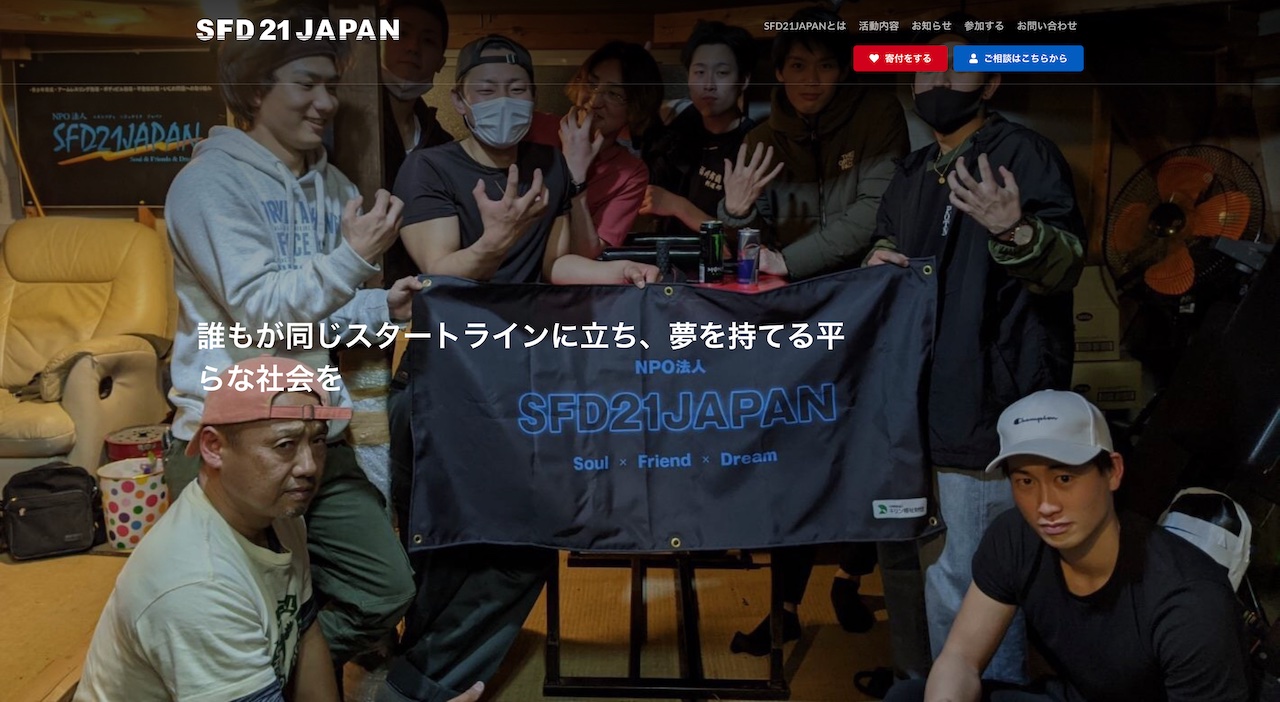 SFD21JAPAN
SFD21JAPANとは 活動内容 お知らせ 参加する お問い合わせ
寄付をする ご相談はこちらから
NPO法人
SFD21JAPAN
Soul & Friends & Dre
誰もが同じスタートラインに立ち、夢を持てる平
らな社会を
NPO法人
SFD21JAPAN
Soul × Friend × Dream
Champion